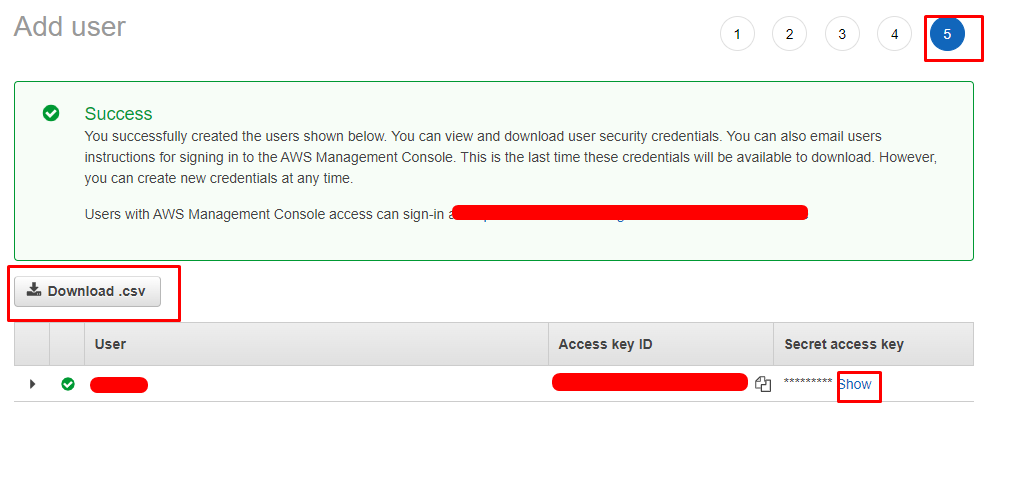 Add user
1 2 3 4 5
Success
You successfully created the users shown below. You can view and download user security credentials. You can also email users
instructions for signing in to the AWS Management Console. This is the last time these credentials will be available to download. However,
you can create new credentials at any time.
Users with AWS Management Console access can sign-in
Download .csv
User Access key ID Secret access key
********* Show